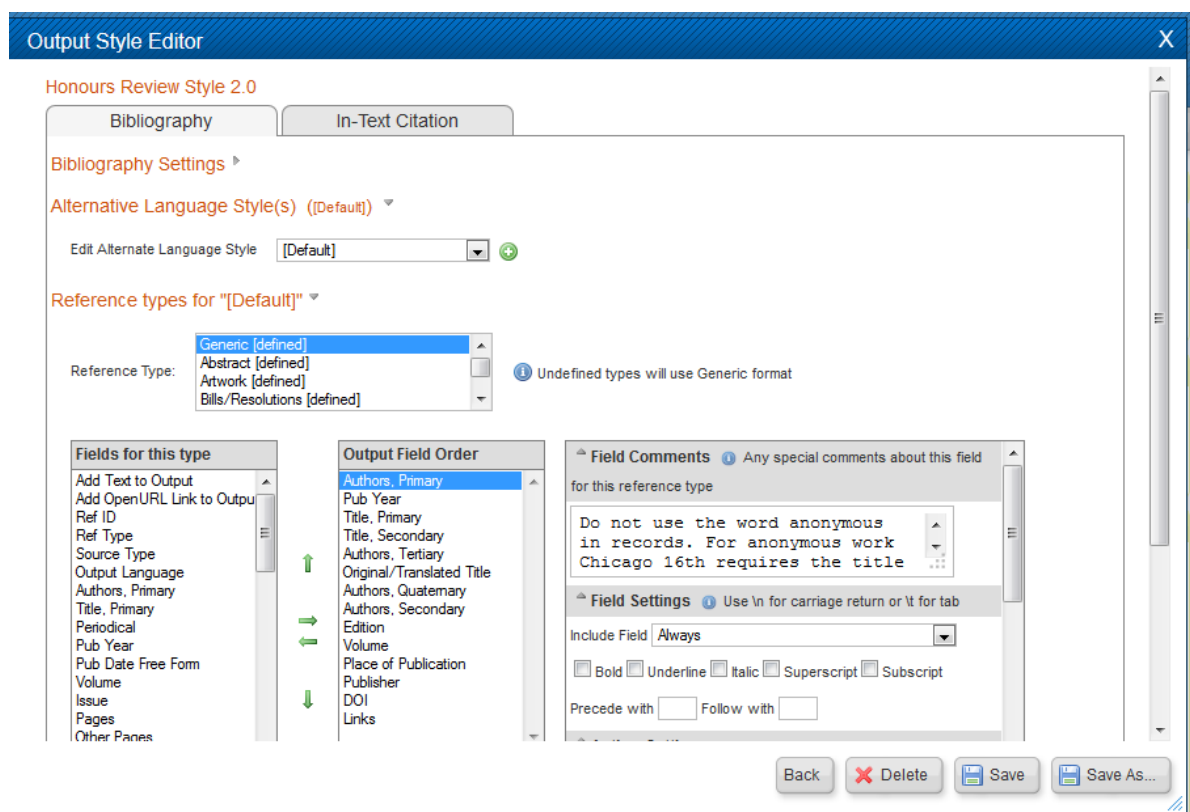 Output Style Editor X
Honours Review Style 2.0
Bibliography In-Text Citation
Bibliography Settings
Alternative Language Style(s) ([Default])
Edit Alternate Language Style [Default]
Reference types for "[Default]"
Reference Type:
Generic [defined]
Abstract [defined]
Artwork [defined]
Bills/Resolutions [defined]
Undefined types will use Generic format
Fields for this type
Add Text to Output
Add OpenURL Link to Outpu
Ref ID
Ref Type
Source Type
Output Language
Authors, Primary
Title, Primary
Periodical
Pub Year
Pub Date Free Form
Volume
Issue
Pages
Other Pages
Output Field Order
Authors, Primary
Pub Year
Title, Primary
Title, Secondary
Authors, Tertiary
Original/Translated Title
Authors, Quaternary
Authors, Secondary
Edition
Volume
Place of Publication
Publisher
DOI
Links
Field Comments Any special comments about this field
for this reference type
Do not use the word anonymous
in records. For anonymous work
Chicago 16th requires the title
Field Settings Use \n for carriage return or \t for tab
Include Field Always
Bold Underline Italic Superscript Subscript
Precede with Follow with
Back Delete Save Save As...